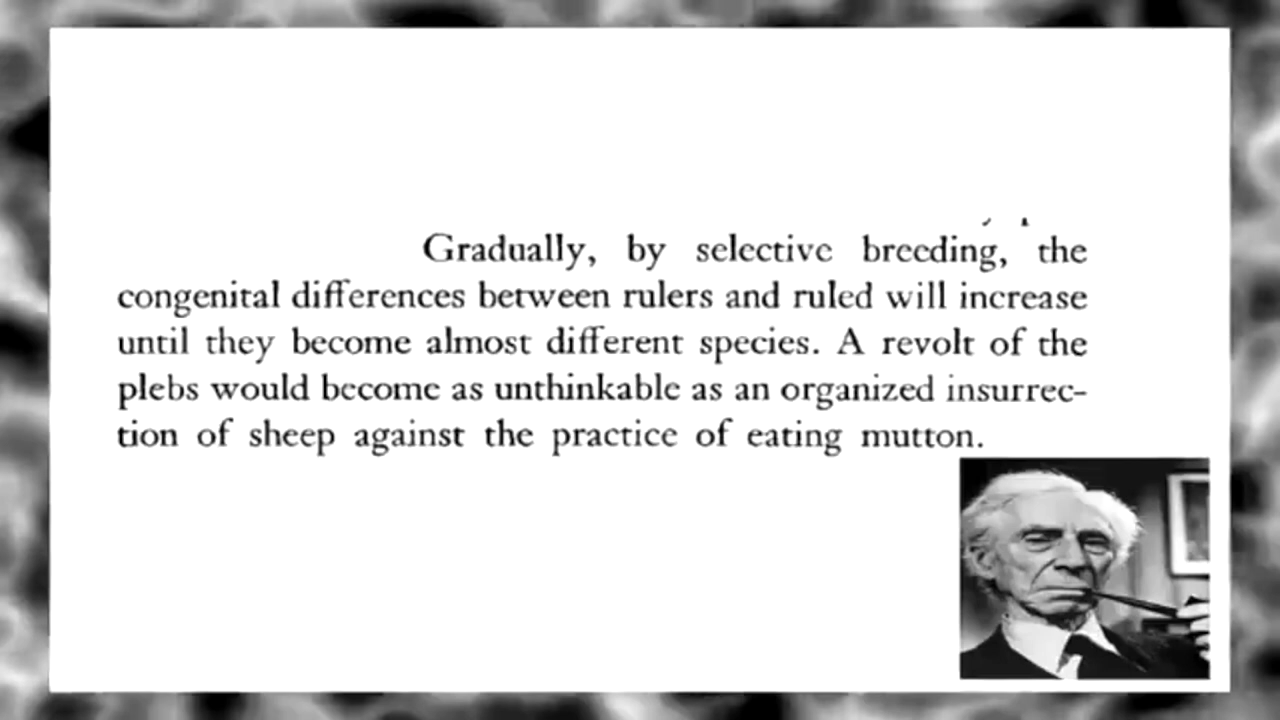 Gradually, by selective breeding, the
congenital differences between rulers and ruled will increase
until they become almost different species. A revolt of the
plebs would become as unthinkable as an organized insurrec-
tion of sheep against the practice of eating mutton.